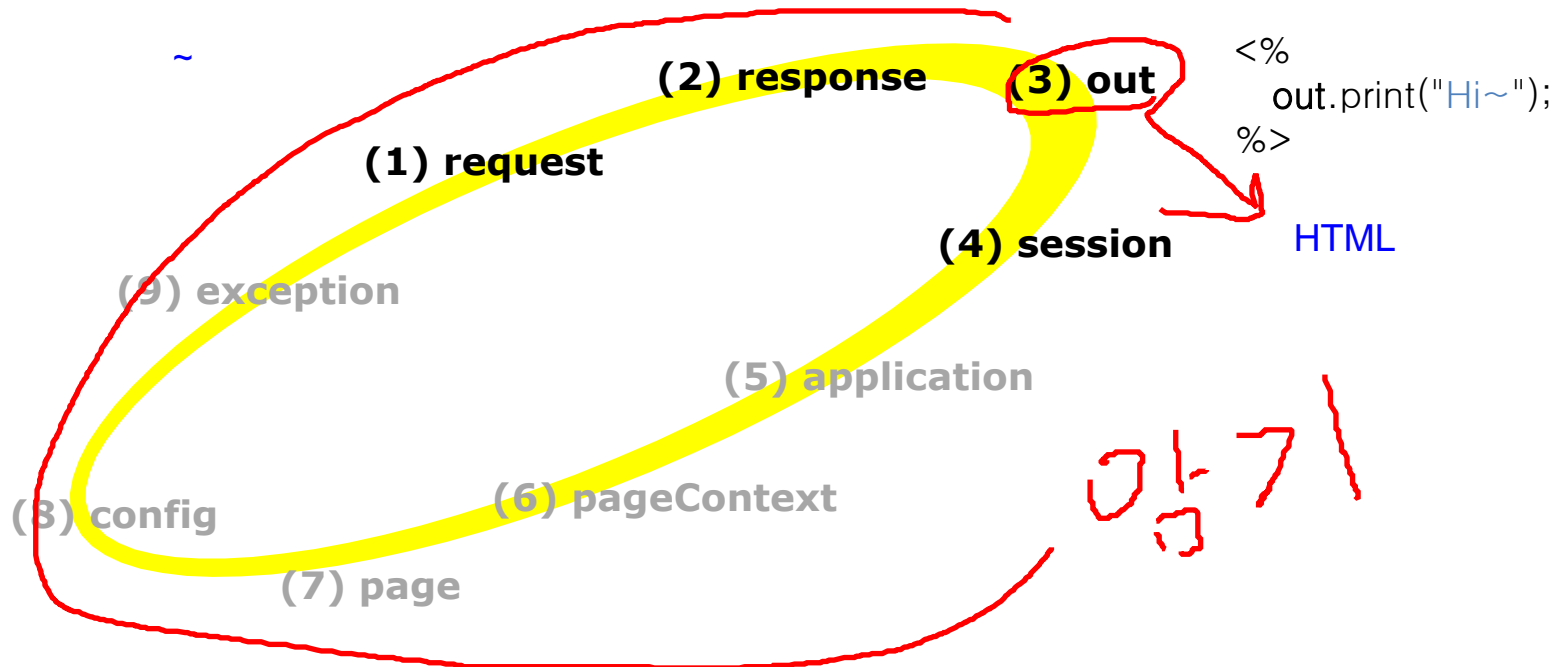 ~
(1) request
(2) response
(3) out
(4) session
(5) application
(6) pageContext
(7) page
(8) config
(9) exception
<%
out.print("Hi~");
%>
HTML
암기